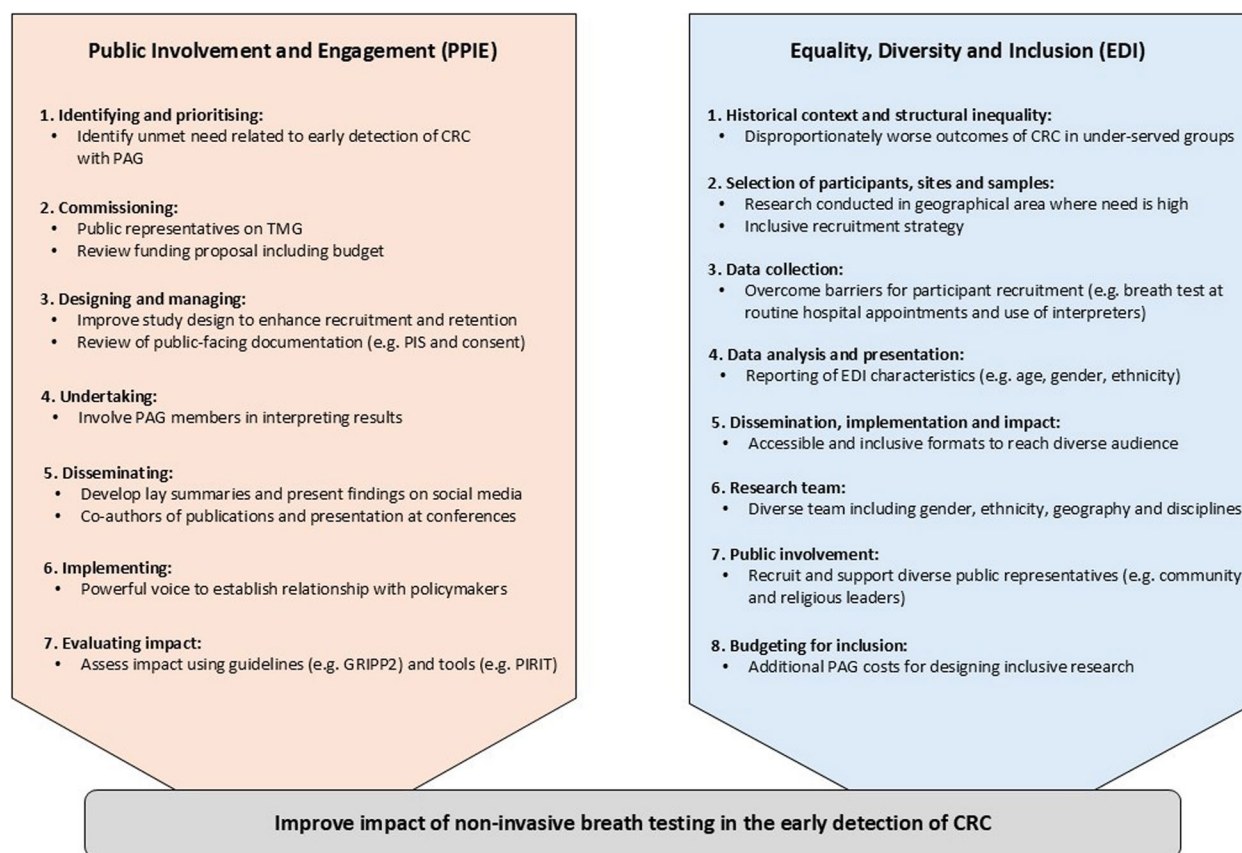 Public Involvement and Engagement (PPIE)
1. Identifying and prioritising:
• Identify unmet need related to early detection of CRC
with PAG
2. Commissioning:
• Public representatives on TMG
• Review funding proposal including budget
3. Designing and managing:
• Improve study design to enhance recruitment and retention
• Review of public-facing documentation (e.g. PIS and consent)
4. Undertaking:
• Involve PAG members in interpreting results
5. Disseminating:
• Develop lay summaries and present findings on social media
• Co-authors of publications and presentation at conferences
6. Implementing:
• Powerful voice to establish relationship with policymakers
7. Evaluating impact:
• Assess impact using guidelines (e.g. GRIPP2) and tools (e.g. PIRIT)
Equality, Diversity and Inclusion (EDI)
1. Historical context and structural inequality:
• Disproportionately worse outcomes of CRC in under-served groups
2. Selection of participants, sites and samples:
• Research conducted in geographical area where need is high
• Inclusive recruitment strategy
3. Data collection:
• Overcome barriers for participant recruitment (e.g. breath test at
routine hospital appointments and use of interpreters)
4. Data analysis and presentation:
• Reporting of EDI characteristics (e.g. age, gender, ethnicity)
5. Dissemination, implementation and impact:
• Accessible and inclusive formats to reach diverse audience
6. Research team:
• Diverse team including gender, ethnicity, geography and disciplines
7. Public involvement:
• Recruit and support diverse public representatives (e.g. community
and religious leaders)
8. Budgeting for inclusion:
• Additional PAG costs for designing inclusive research
Improve impact of non-invasive breath testing in the early detection of CRC